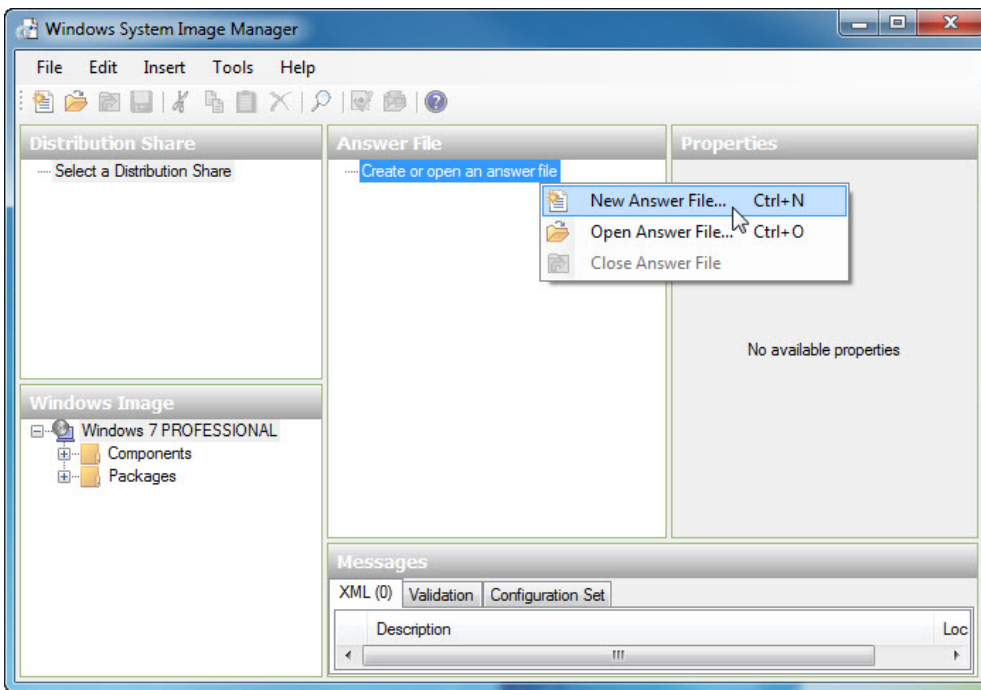 Windows System Image Manager
File Edit Insert Tools Help
Distribution Share
Select a Distribution Share
Answer File
Create or open an answer file
New Answer File... Ctrl+N
Open Answer File... Ctrl+O
Close Answer File
Properties
No available properties
Windows Image
Windows 7 PROFESSIONAL
Components
Packages
Messages
XML (0) Validation Configuration Set
Description Loc